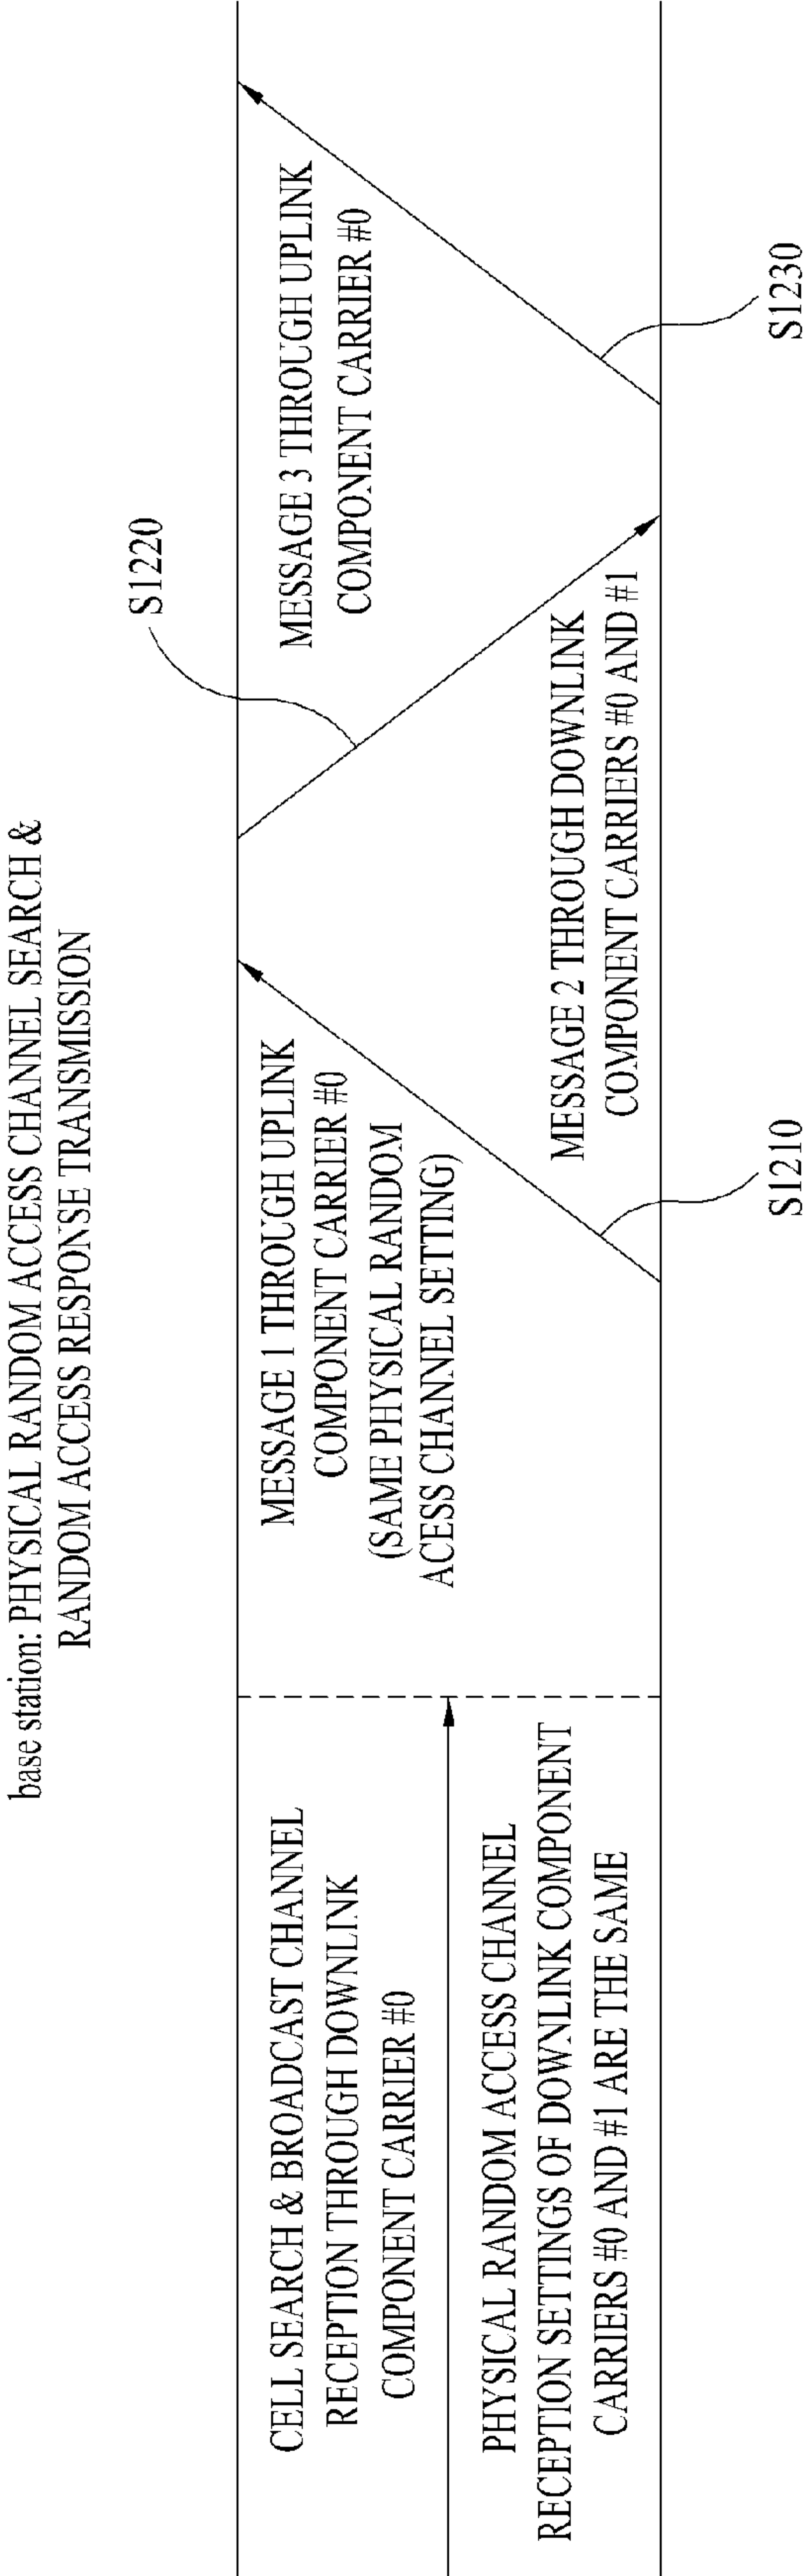 base station: PHYSICAL RANDOM ACCESS CHANNEL SEARCH &
RANDOM ACCESS RESPONSE TRANSMISSION
CELL SEARCH & BROADCAST CHANNEL
RECEPTION THROUGH DOWNLINK
COMPONENT CARRIER #0
PHYSICAL RANDOM ACCESS CHANNEL
RECEPTION SETTINGS OF DOWNLINK COMPONENT
CARRIERS #0 AND #1 ARE THE SAME
MESSAGE 1 THROUGH UPLINK
COMPONENT CARRIER #0
(SAME PHYSICAL RANDOM
ACESS CHANNEL SETTING)
S1210
S1220
MESSAGE 2 THROUGH DOWNLINK
COMPONENT CARRIERS #0 AND #1
MESSAGE 3 THROUGH UPLINK
COMPONENT CARRIER #0
S1230